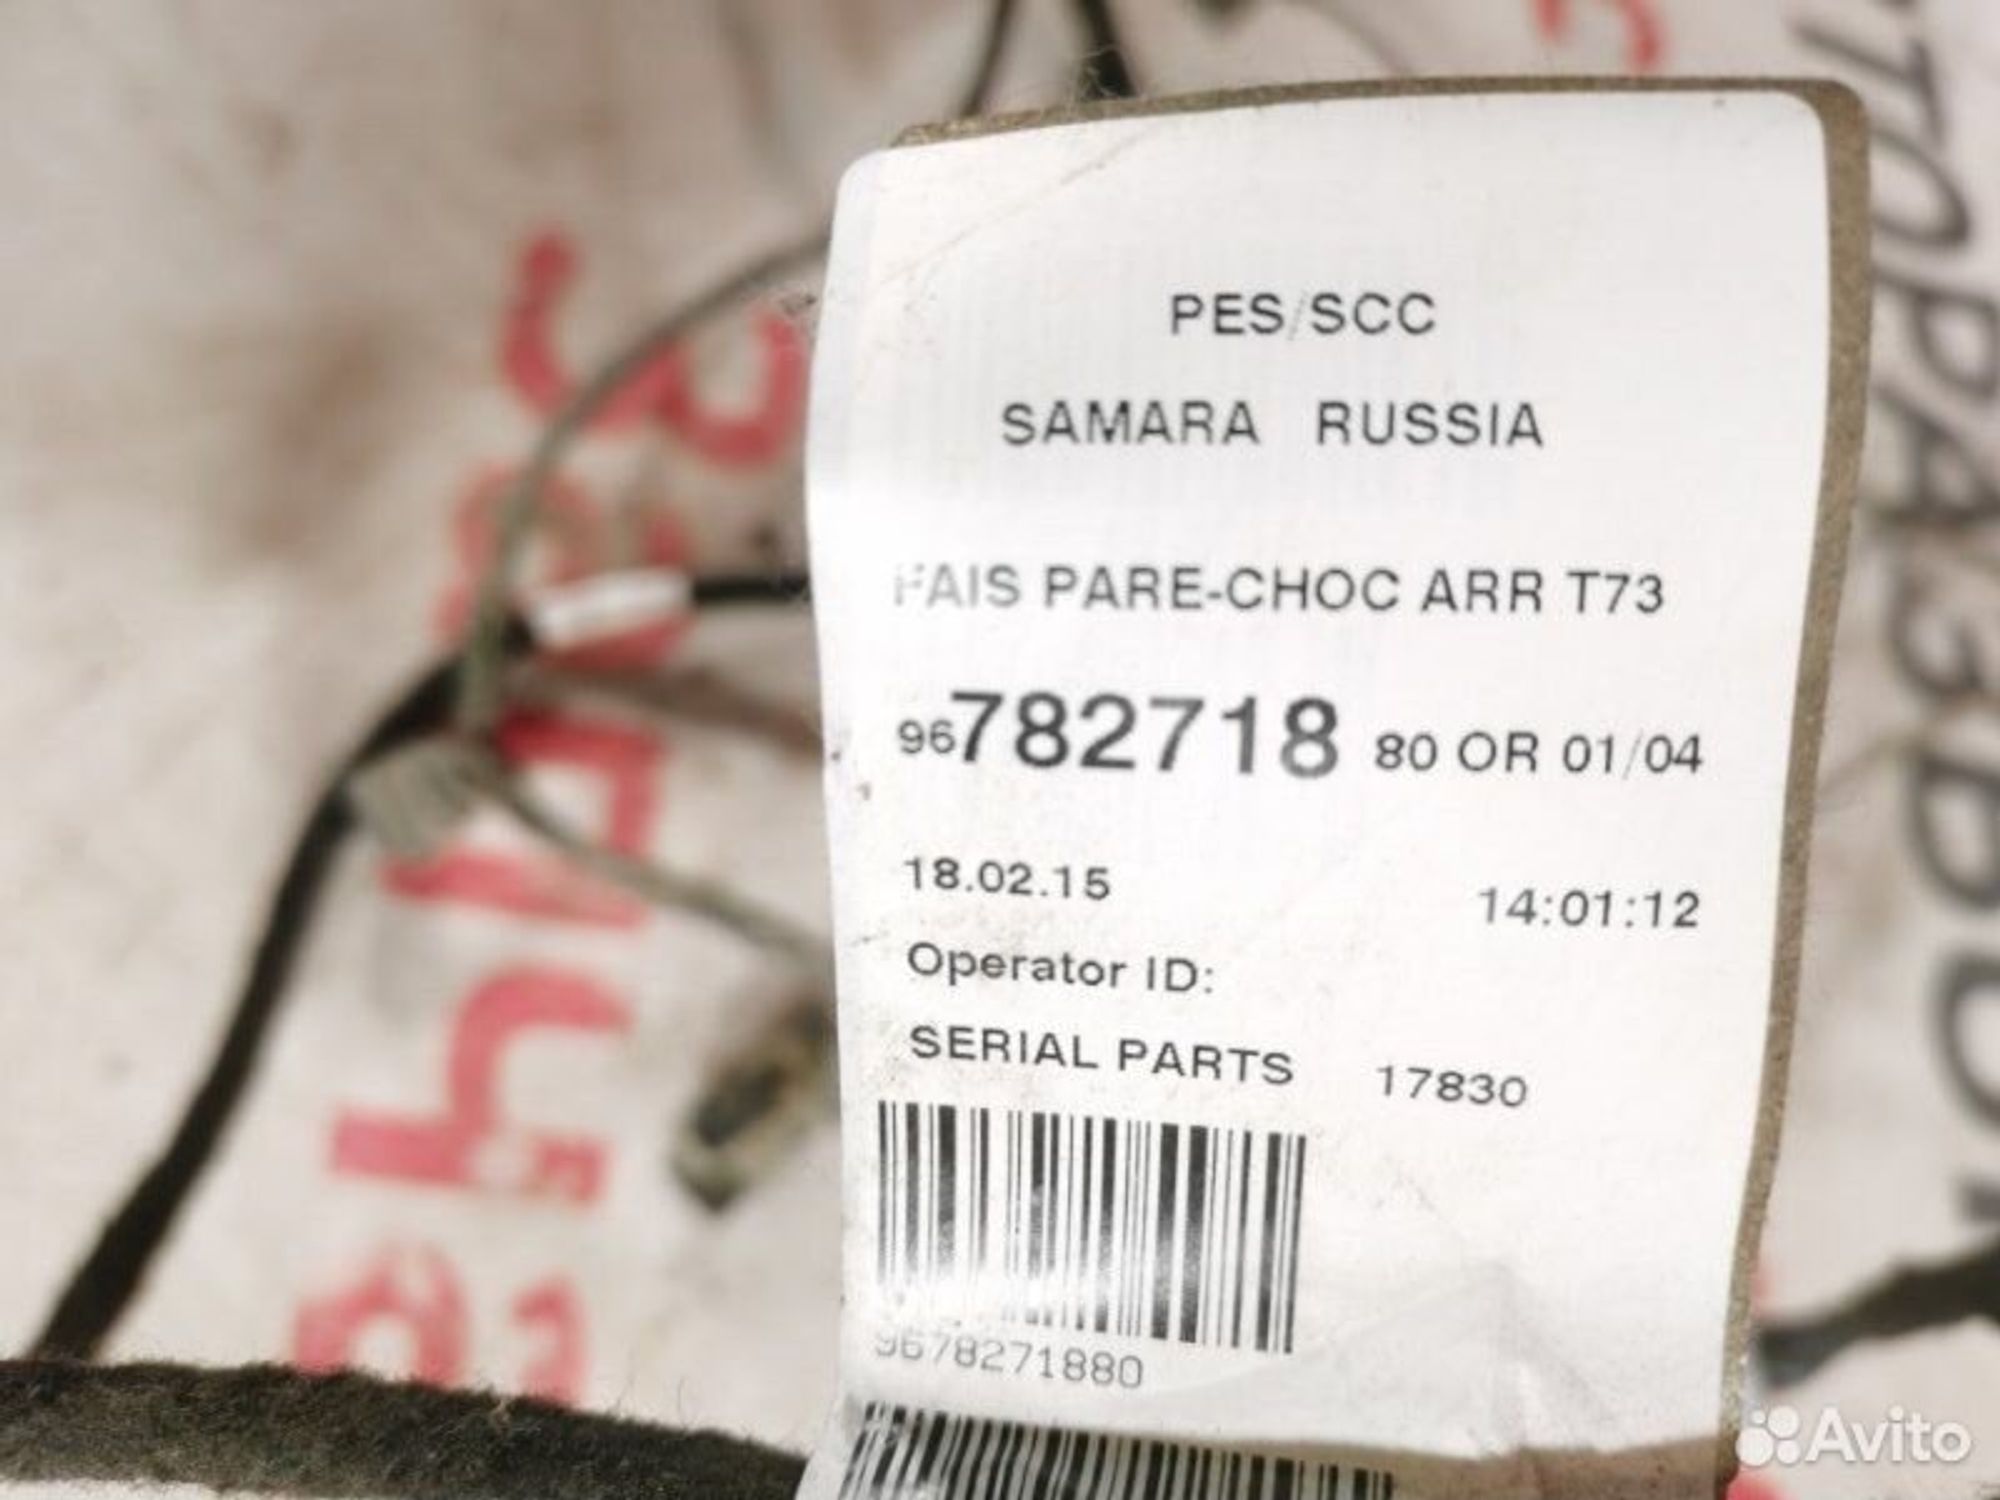 PES/SCC
SAMARA RUSSIA
FAIS PARE-CHOC ARR T73
96782718 80 OR 01/04
18.02.15 14:01:12
Operator ID:
SERIAL PARTS 17830
9678271880
Avito